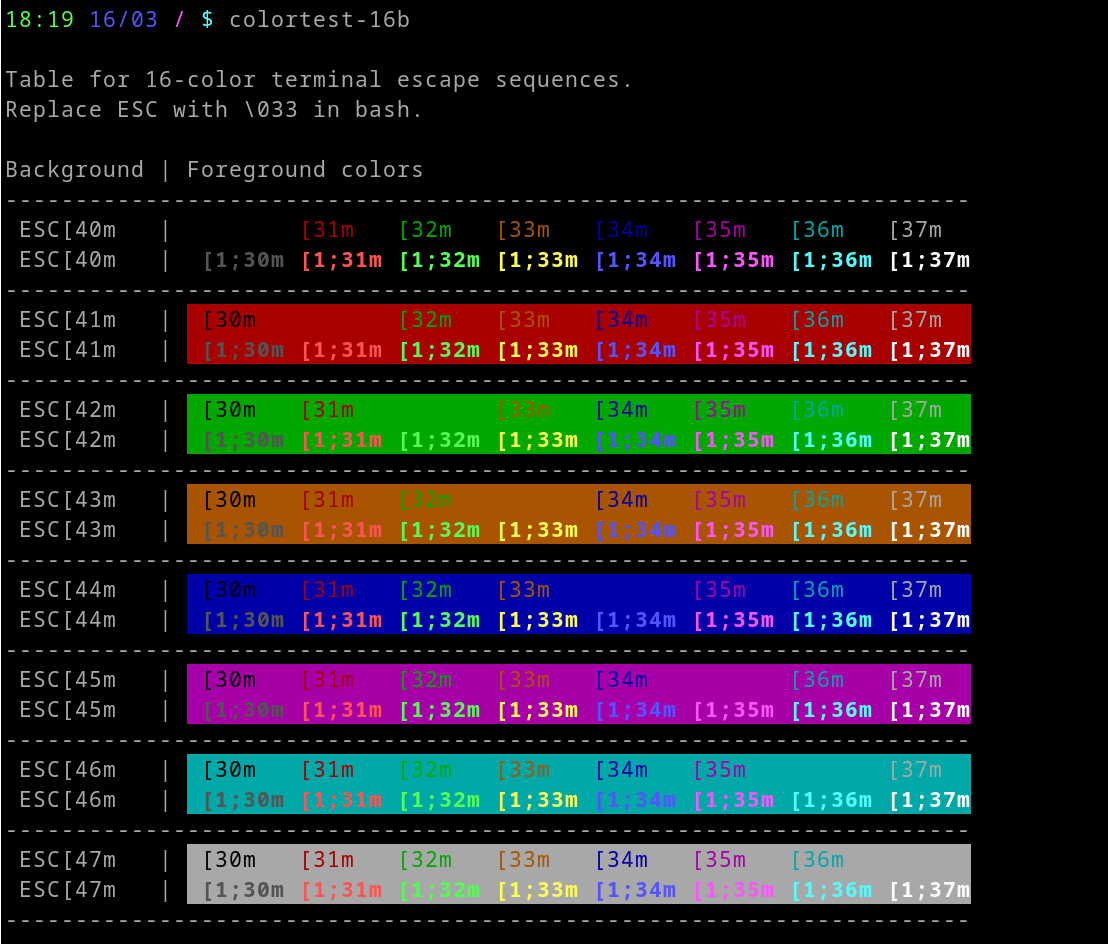 18:19 16/03 / $ colortest-16b

Table for 16-color terminal escape sequences.
Replace ESC with \033 in bash.

Background | Foreground colors
---------------------------------------------------------------------
 ESC[40m   |         [31m   [32m   [33m   [34m   [35m   [36m   [37m
 ESC[40m   |  [1;30m [1;31m [1;32m [1;33m [1;34m [1;35m [1;36m [1;37m
---------------------------------------------------------------------
 ESC[41m   |  [30m          [32m   [33m   [34m   [35m   [36m   [37m
 ESC[41m   |  [1;30m [1;31m [1;32m [1;33m [1;34m [1;35m [1;36m [1;37m
---------------------------------------------------------------------
 ESC[42m   |  [30m   [31m          [33m   [34m   [35m   [36m   [37m
 ESC[42m   |  [1;30m [1;31m [1;32m [1;33m [1;34m [1;35m [1;36m [1;37m
---------------------------------------------------------------------
 ESC[43m   |  [30m   [31m   [32m          [34m   [35m   [36m   [37m
 ESC[43m   |  [1;30m [1;31m [1;32m [1;33m [1;34m [1;35m [1;36m [1;37m
---------------------------------------------------------------------
 ESC[44m   |  [30m   [31m   [32m   [33m          [35m   [36m   [37m
 ESC[44m   |  [1;30m [1;31m [1;32m [1;33m [1;34m [1;35m [1;36m [1;37m
---------------------------------------------------------------------
 ESC[45m   |  [30m   [31m   [32m   [33m   [34m          [36m   [37m
 ESC[45m   |  [1;30m [1;31m [1;32m [1;33m [1;34m [1;35m [1;36m [1;37m
---------------------------------------------------------------------
 ESC[46m   |  [30m   [31m   [32m   [33m   [34m   [35m          [37m
 ESC[46m   |  [1;30m [1;31m [1;32m [1;33m [1;34m [1;35m [1;36m [1;37m
---------------------------------------------------------------------
 ESC[47m   |  [30m   [31m   [32m   [33m   [34m   [35m   [36m
 ESC[47m   |  [1;30m [1;31m [1;32m [1;33m [1;34m [1;35m [1;36m [1;37m
---------------------------------------------------------------------